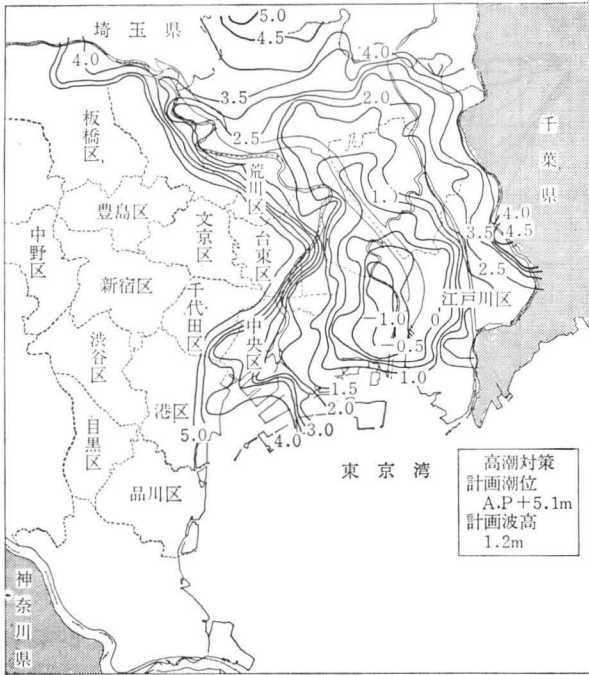 埼玉県
5.0
4.5
4.0
4.0
3.5
2.0
2.5
板橋区
千葉県
荒川区
1.
豊島区
文京区
台東区
4.0
4.5
3.5
2.5
中野区
新宿区
千代田区
中央区
江戸川区
-1.0
0
-0.5
渋谷区
1.0
1.5
2.0
3.0
4.0
港区
5.0
目黒区
品川区
東京湾
高潮対策
計画潮位
A.P+5.1m
計画波高
1.2m
神奈川県